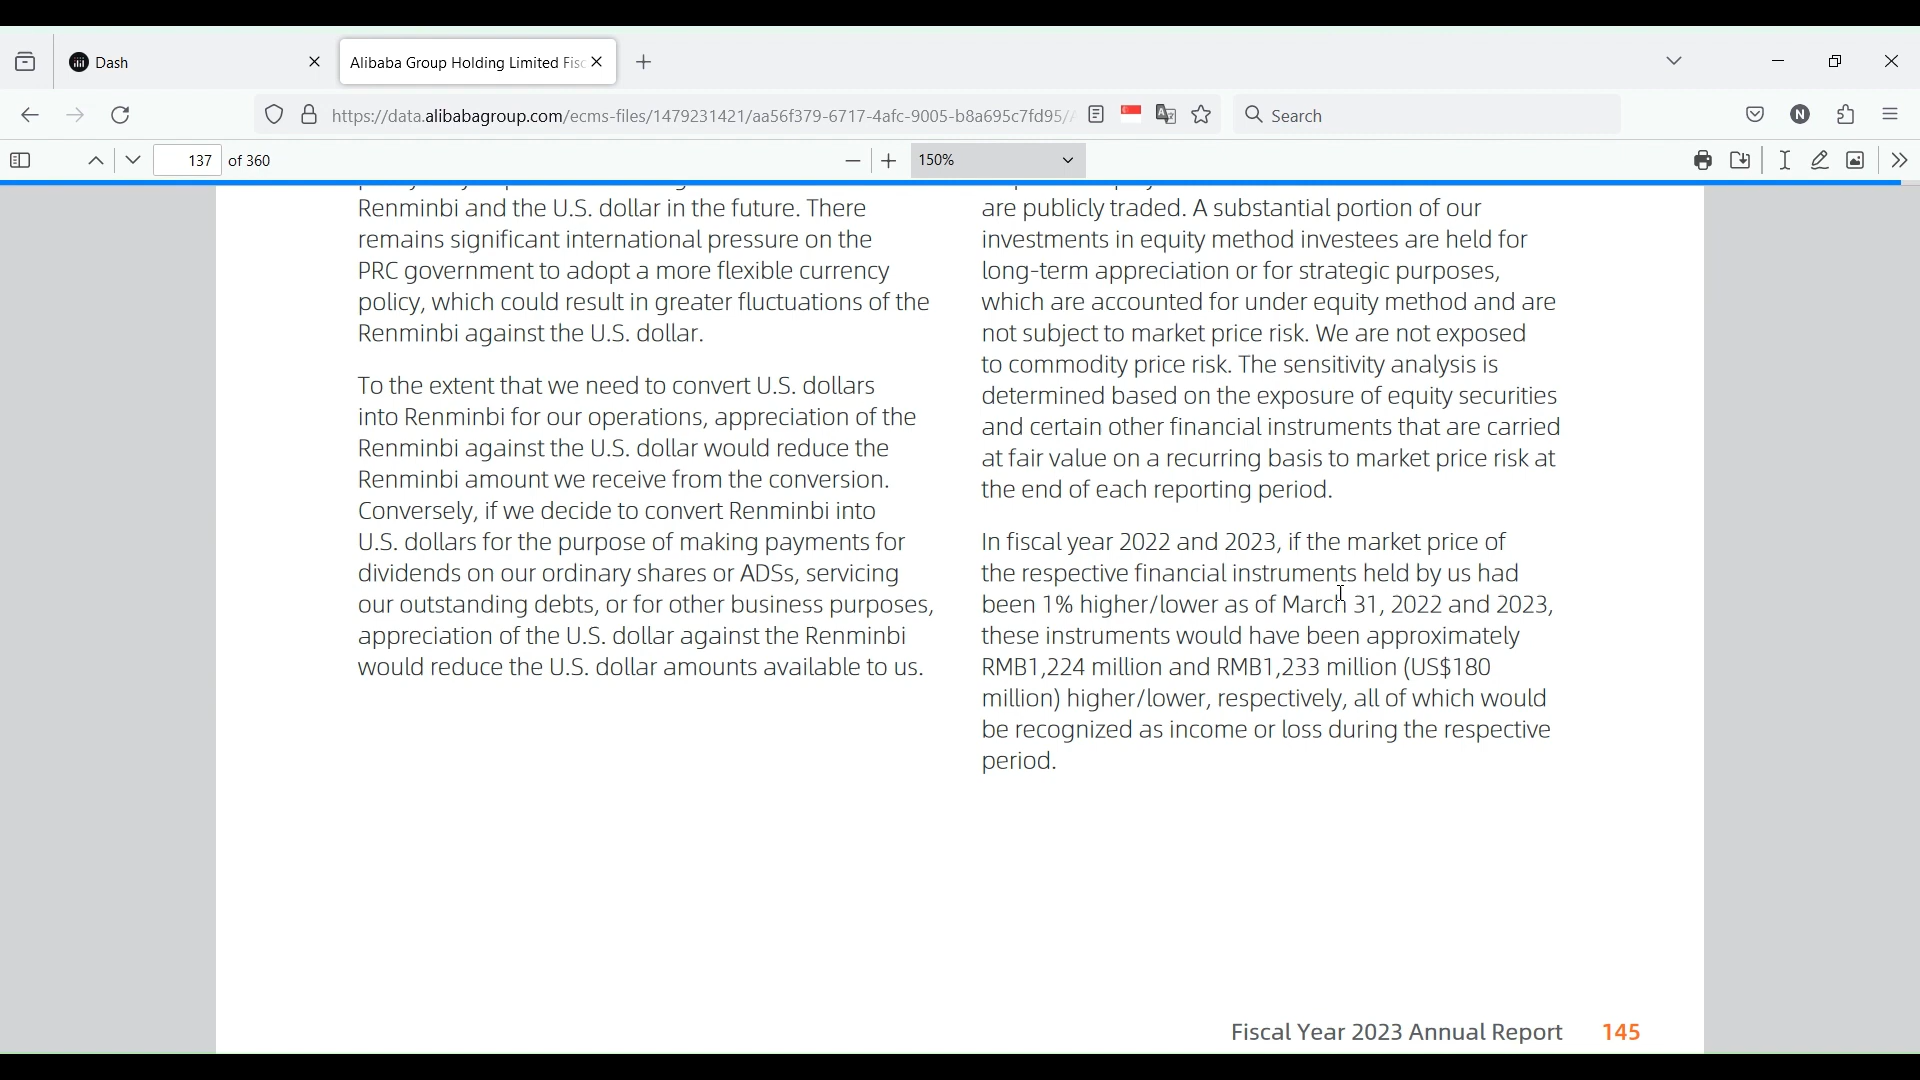 Dash
Alibaba Group Holding Limited Fisc
https://data.alibabagroup.com/ecms-files/1479231421/aa56f379-6717-4afc-9005-b8a695c7fd95/
Search
N
137 of 360
150%
Renminbi and the U.S. dollar in the future. There
remains significant international pressure on the
PRC government to adopt a more flexible currency
policy, which could result in greater fluctuations of the
Renminbi against the U.S. dollar.
To the extent that we need to convert U.S. dollars
into Renminbi for our operations, appreciation of the
Renminbi against the U.S. dollar would reduce the
Renminbi amount we receive from the conversion.
Conversely, if we decide to convert Renminbi into
U.S. dollars for the purpose of making payments for
dividends on our ordinary shares or ADSs, servicing
our outstanding debts, or for other business purposes,
appreciation of the U.S. dollar against the Renminbi
would reduce the U.S. dollar amounts available to us.
are publicly traded. A substantial portion of our
investments in equity method investees are held for
long-term appreciation or for strategic purposes,
which are accounted for under equity method and are
not subject to market price risk. We are not exposed
to commodity price risk. The sensitivity analysis is
determined based on the exposure of equity securities
and certain other financial instruments that are carried
at fair value on a recurring basis to market price risk at
the end of each reporting period.
In fiscal year 2022 and 2023, if the market price of
the respective financial instruments held by us had
been 1% higher/lower as of March 31, 2022 and 2023,
these instruments would have been approximately
RMB1,224 million and RMB1,233 million (US$180
million) higher/lower, respectively, all of which would
be recognized as income or loss during the respective
period.
Fiscal Year 2023 Annual Report 145